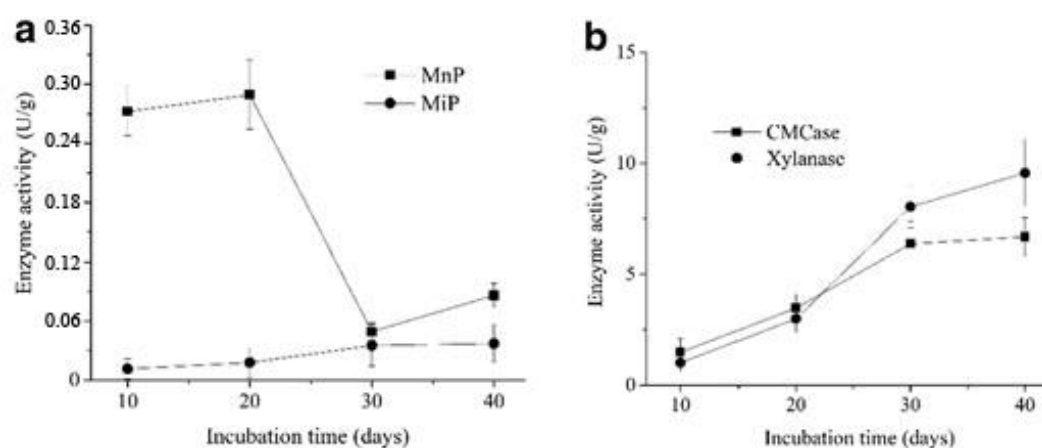 a
0.36
0.30
0.24
0.18
0.12
0.06
0
Enzyme activity (U/g)
MnP
MiP
10 20 30 40
Incubation time (days)
b
15
10
5
0
Enzyme activity (U/g)
CMCase
Xylanase
10 20 30 40
Incubation time (days)